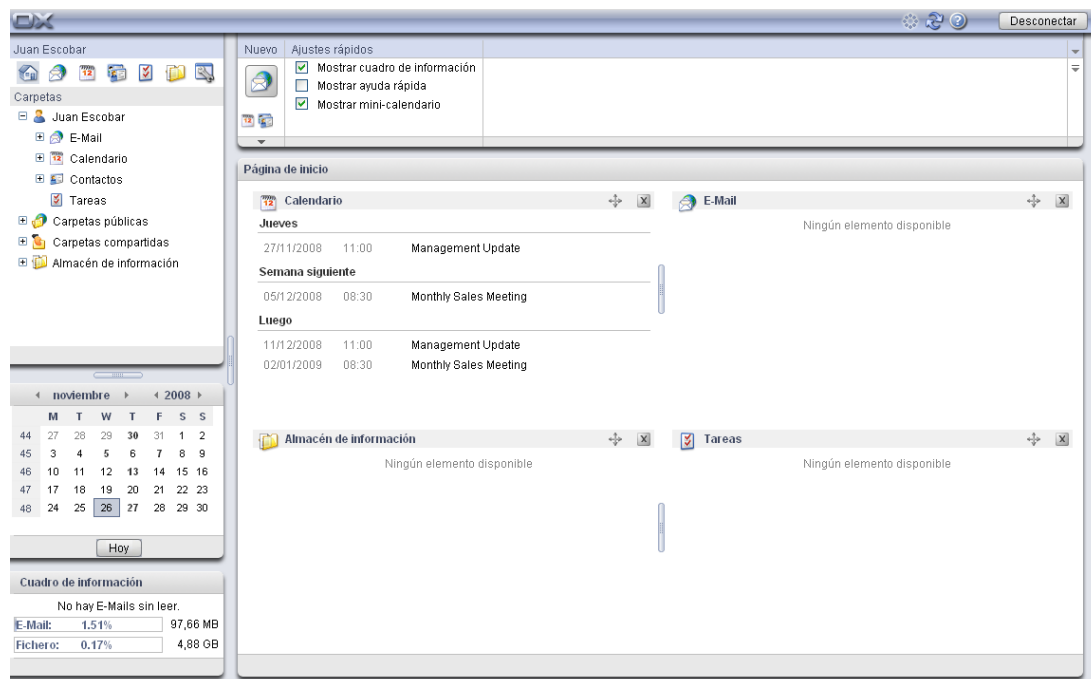 OX
Desconectar
Juan Escobar
12
Carpetas
Juan Escobar
E-Mail
12 Calendario
Contactos
Tareas
Carpetas públicas
Carpetas compartidas
Almacén de información
noviembre 2008
M T W T F S S
44 27 28 29 30 31 1 2
45 3 4 5 6 7 8 9
46 10 11 12 13 14 15 16
47 17 18 19 20 21 22 23
48 24 25 26 27 28 29 30
Hoy
Cuadro de información
No hay E-Mails sin leer.
E-Mail: 1.51% 97,66 MB
Fichero: 0.17% 4,88 GB
Nuevo Ajustes rápidos
Mostrar cuadro de información
Mostrar ayuda rápida
Mostrar mini-calendario
12
Página de inicio
12 Calendario
Jueves
27/11/2008 11:00 Management Update
Semana siguiente
05/12/2008 08:30 Monthly Sales Meeting
Luego
11/12/2008 11:00 Management Update
02/01/2009 08:30 Monthly Sales Meeting
E-Mail
Ningún elemento disponible
Almacén de información
Ningún elemento disponible
Tareas
Ningún elemento disponible